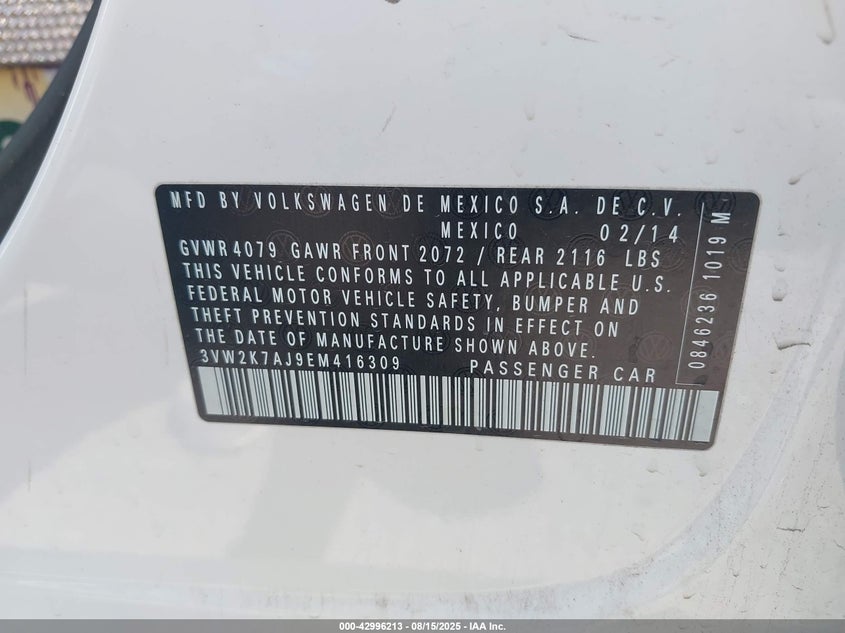 MFD BY VOLKSWAGEN DE MEXICO S.A. DE C.V.
MEXICO 02/14
GVWR 4079 GAWR FRONT 2072 / REAR 2116 LBS
THIS VEHICLE CONFORMS TO ALL APPLICABLE U.S.
FEDERAL MOTOR VEHICLE SAFETY, BUMPER AND
THEFT PREVENTION STANDARDS IN EFFECT ON
THE DATE OF MANUFACTURE SHOWN ABOVE.
3VW2K7AJ9EM416309 PASSENGER CAR
0846236 1019 M
000-42996213 - 08/15/2025 - IAA Inc.